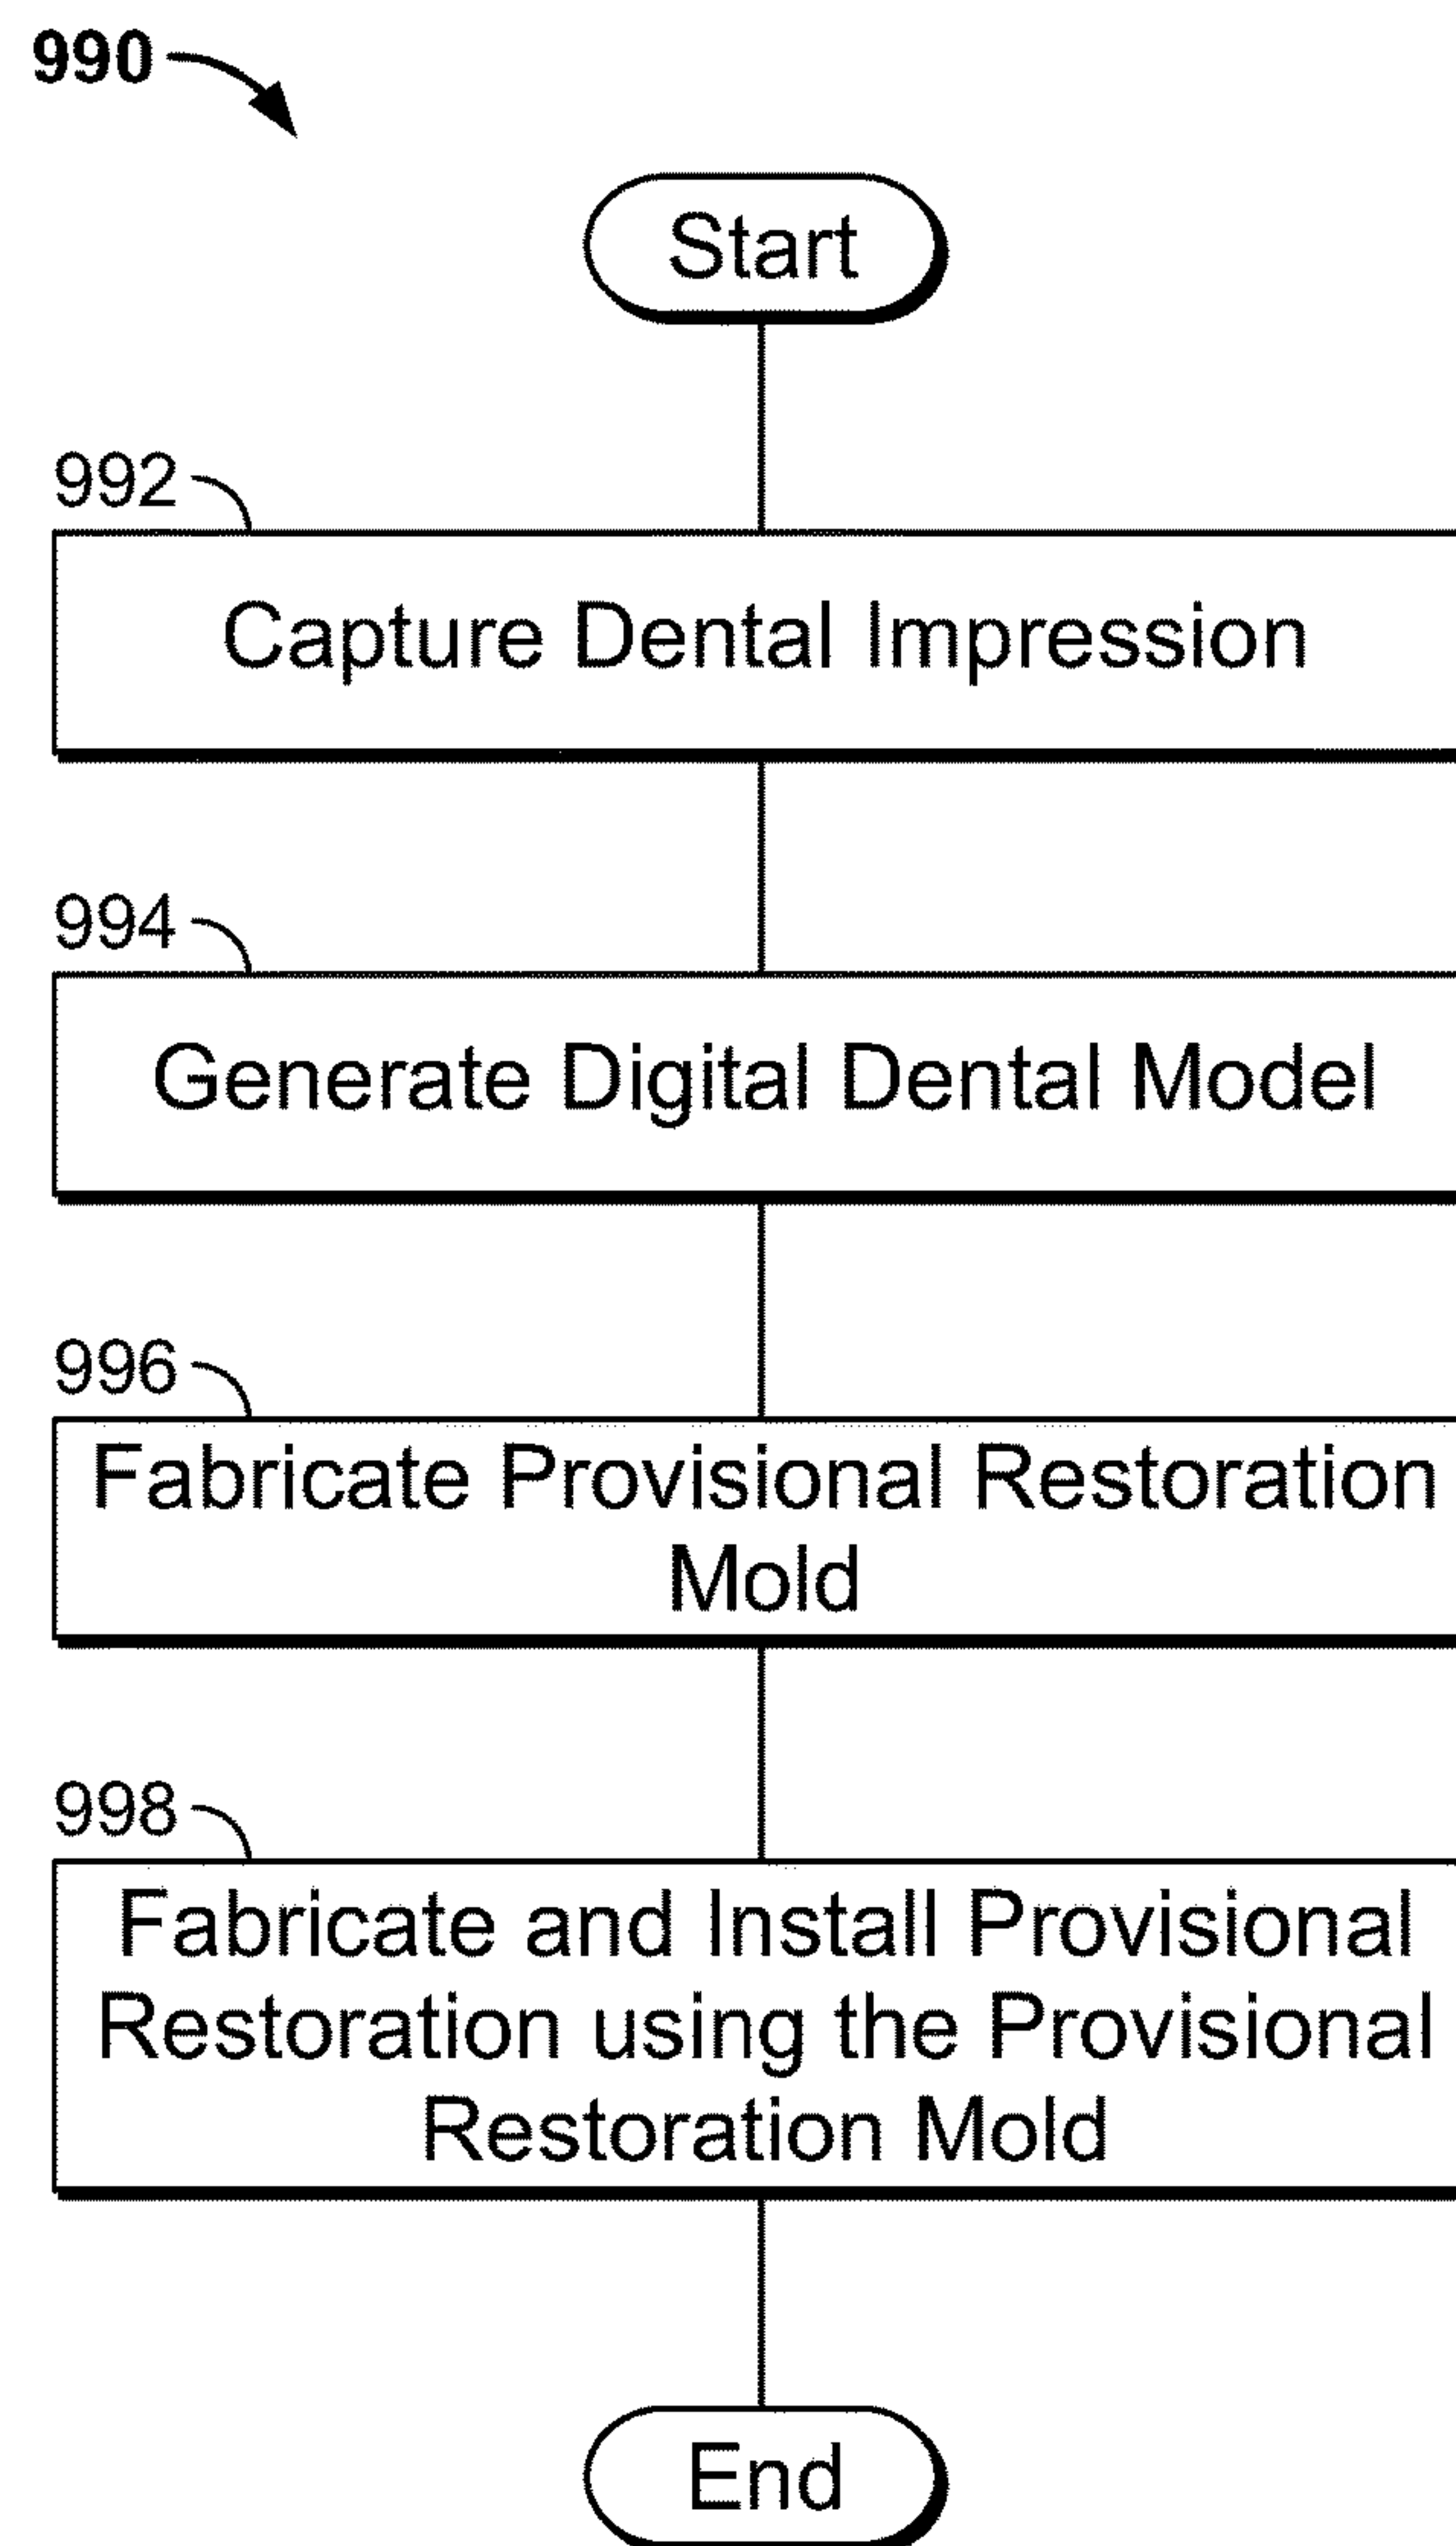 990
Start
992
Capture Dental Impression
994
Generate Digital Dental Model
996
Fabricate Provisional Restoration
Mold
998
Fabricate and Install Provisional
Restoration using the Provisional
Restoration Mold
End